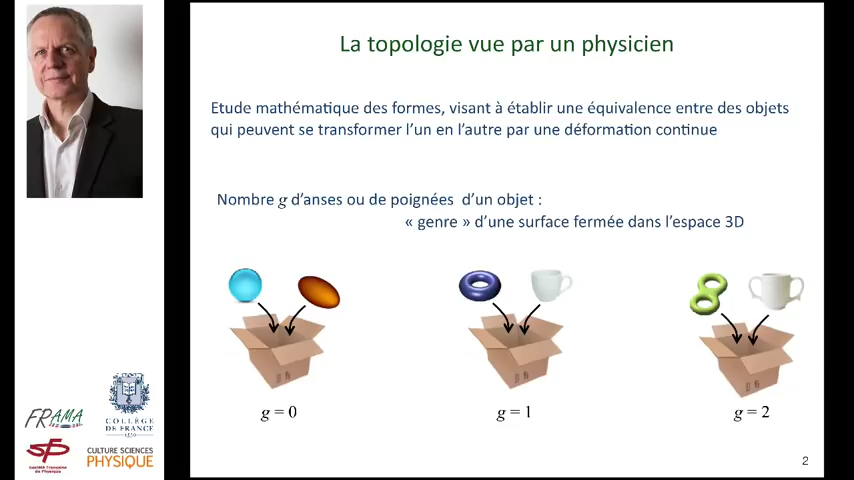 La topologie vue par un physicien
Etude mathématique des formes, visant à établir une équivalence entre des objets
qui peuvent se transformer l'un en l'autre par une déformation continue
Nombre g d'anses ou de poignées d'un objet :
« genre » d'une surface fermée dans l'espace 3D
g = 0
g = 1
g = 2
FRAMA
COLLÈGE
DE FRANCE
1530
sfp
Société Française
de Physique
CULTURE SCIENCES
PHYSIQUE
2